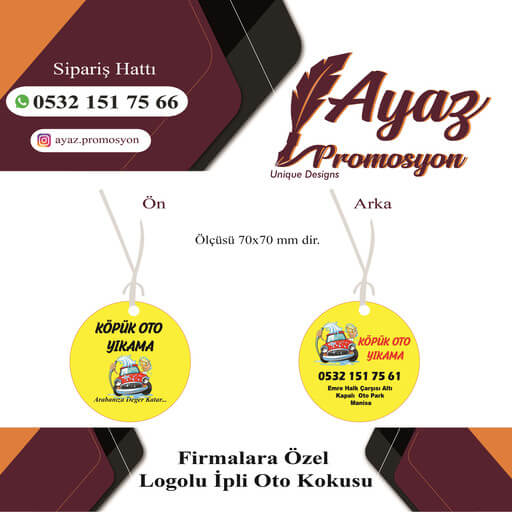 Sipariş Hattı
0532 151 75 66
ayaz.promosyon
Ayaz
Promosyon
Unique Designs
Ön
Arka
Ölçüsü 70x70 mm dir.
KÖPÜK OTO
YIKAMA
Arabanıza Değer Katar...
KÖPÜK OTO
YIKAMA
0532 151 75 61
Emre Halk Çarşısı Altı
Kapalı Oto Park
Manisa
Firmalara Özel
Logolu İpli Oto Kokusu